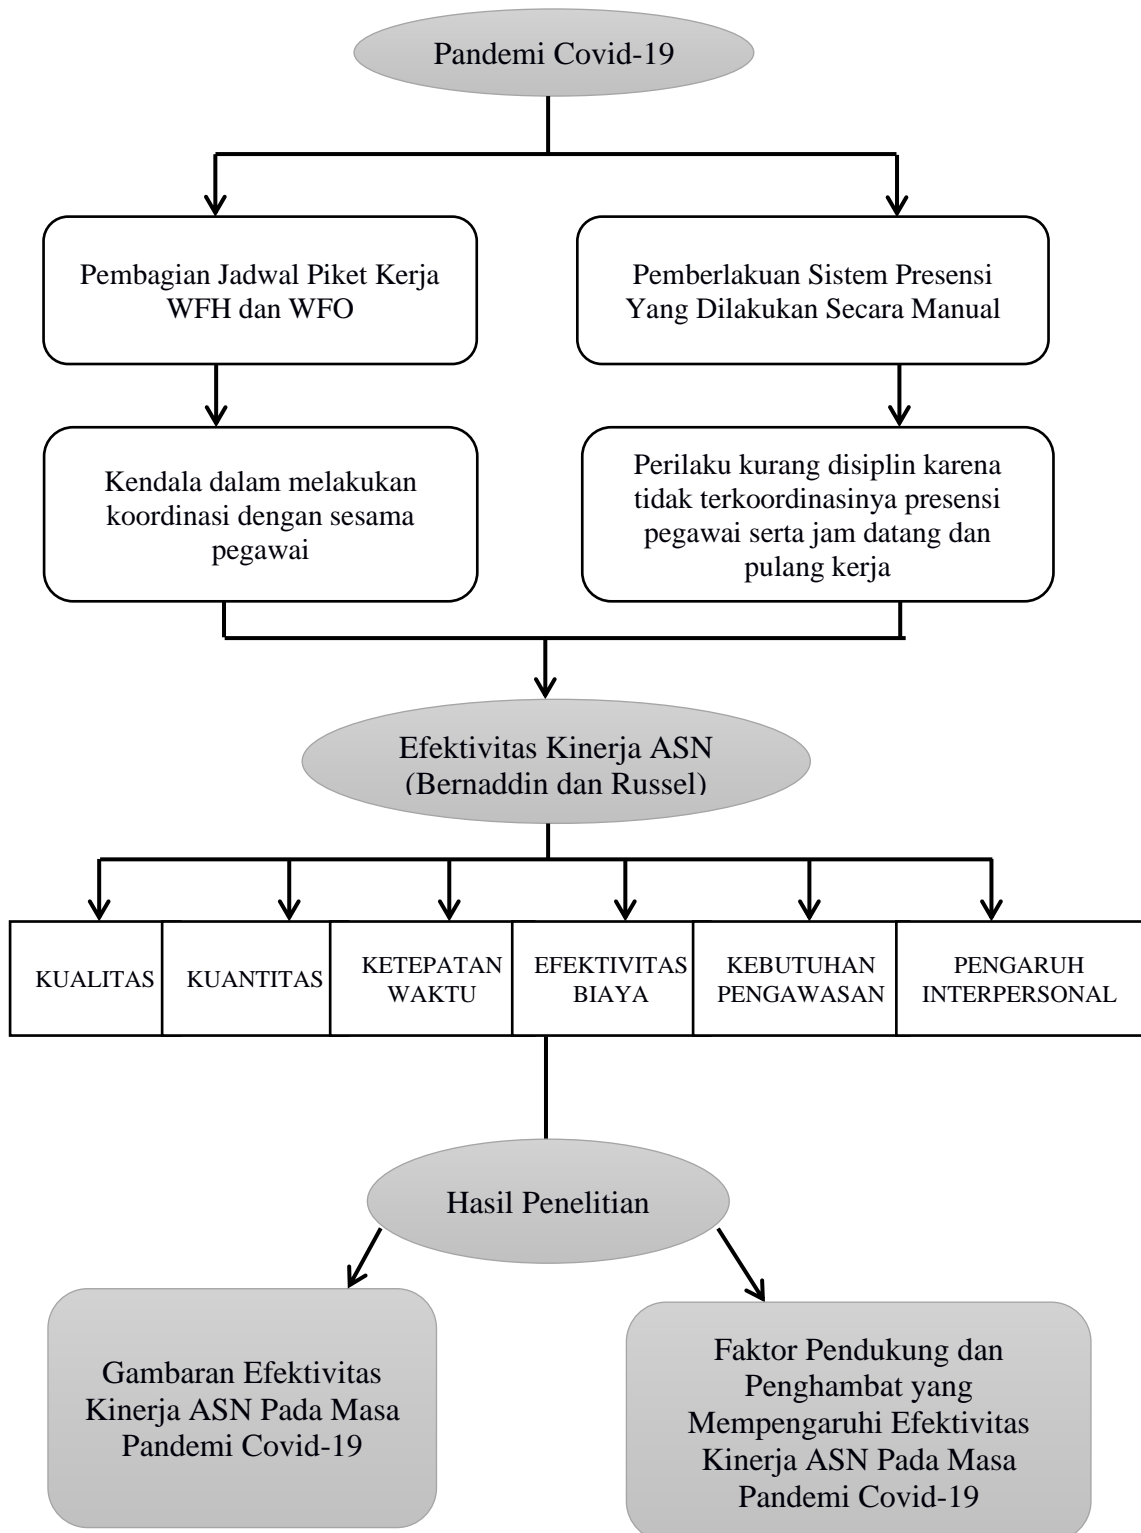 Pandemi Covid-19
Pembagian Jadwal Piket Kerja
WFH dan WFO
Pemberlakuan Sistem Presensi
Yang Dilakukan Secara Manual
Kendala dalam melakukan
koordinasi dengan sesama
pegawai
Perilaku kurang disiplin karena
tidak terkoordinasinya presensi
pegawai serta jam datang dan
pulang kerja
Efektivitas Kinerja ASN
(Bernaddin dan Russel)
KUALITAS
KUANTITAS
KETEPATAN
WAKTU
EFEKTIVITAS
BIAYA
KEBUTUHAN
PENGAWASAN
PENGARUH
INTERPERSONAL
Hasil Penelitian
Gambaran Efektivitas
Kinerja ASN Pada Masa
Pandemi Covid-19
Faktor Pendukung dan
Penghambat yang
Mempengaruhi Efektivitas
Kinerja ASN Pada Masa
Pandemi Covid-19